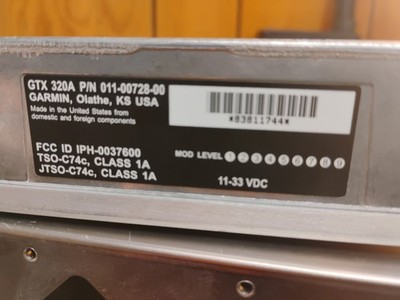 GTX 320A P/N 011-00728-00
GARMIN, Olathe, KS USA
Made in the United States from
domestic and foreign components
*83811744*
FCC ID IPH-0037600
TSO-C74c, CLASS 1A
JTSO-C74c, CLASS 1A
MOD LEVEL 1 2 3 4 5 6 7 8 9
11-33 VDC